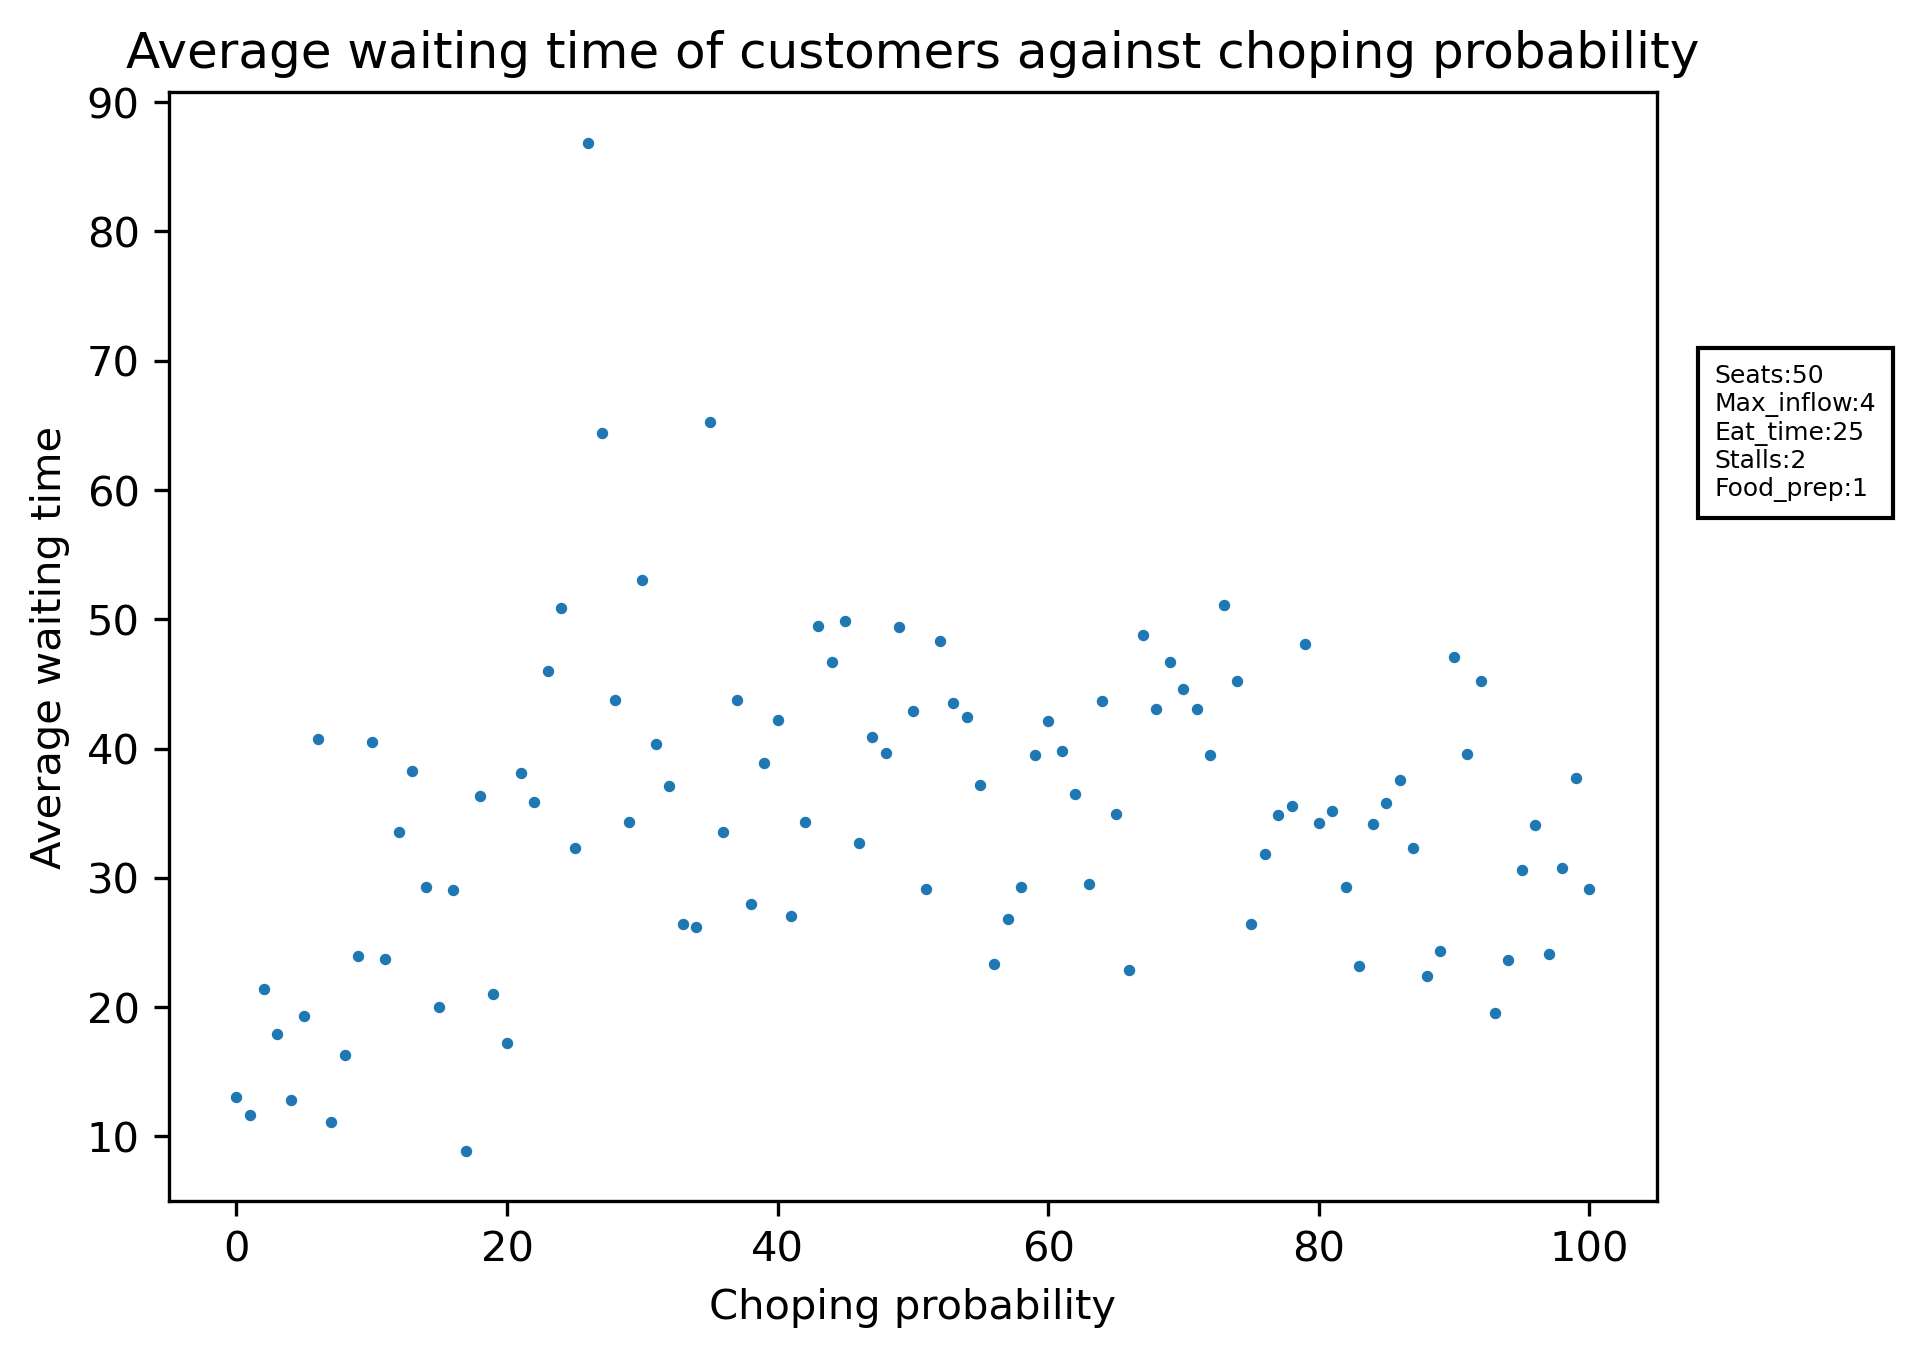 Average waiting time of customers against choping probability
90
80
70
60
50
40
30
20
10
Average waiting time
0 20 40 60 80 100
Choping probability
Seats:50
Max_inflow:4
Eat_time:25
Stalls:2
Food_prep:1